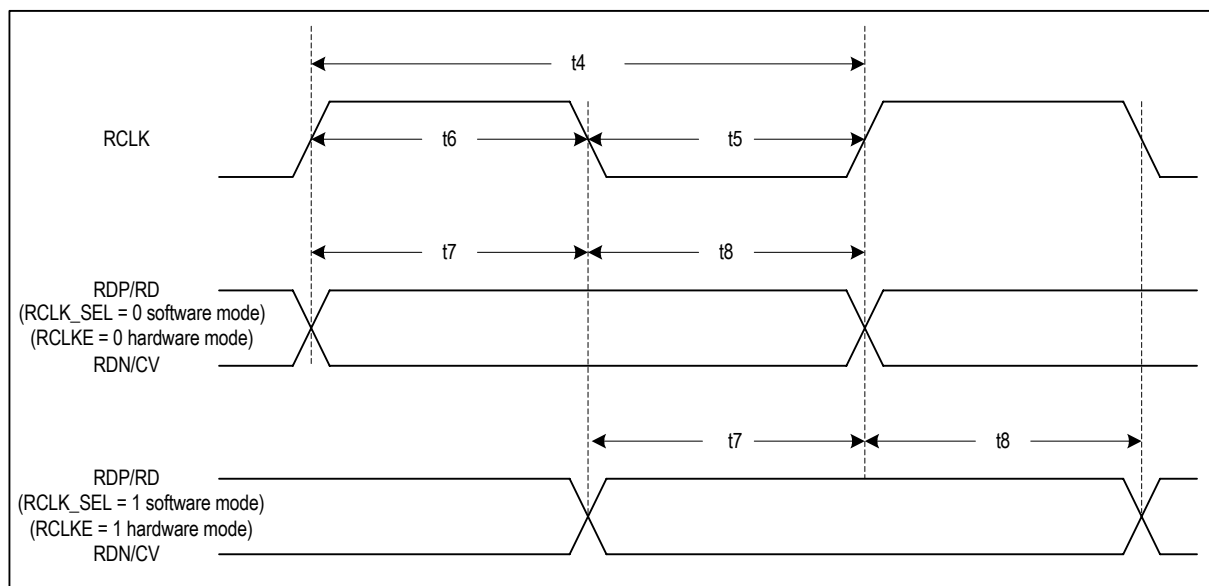 t4
RCLK
t6
t5
t7
t8
RDP/RD
(RCLK_SEL = 0 software mode)
(RCLKE = 0 hardware mode)
RDN/CV
t7
t8
RDP/RD
(RCLK_SEL = 1 software mode)
(RCLKE = 1 hardware mode)
RDN/CV